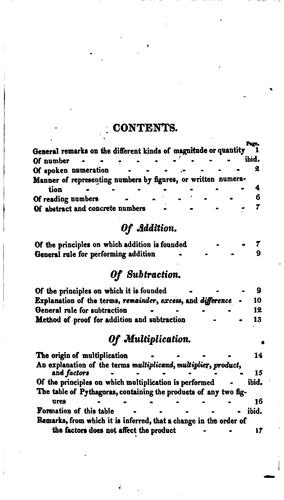 CONTENTS.
Page.
General remarks on the different kinds of magnitude or quantity 1
Of number - - - - - - - - ibid.
Of spoken numeration - - - - - - 2
Manner of representing numbers by figures, or written numer-
ation - - - - - - - - 4
Of reading numbers - - - - - - 6
Of abstract and concrete numbers - - - - 7
Of Addition.
Of the principles on which addition is founded - - 7
General rule for performing addition - - - 9
Of Subtraction.
Of the principles on which it is founded - - - 9
Explanation of the terms, remainder, excess, and difference - 10
General rule for subtraction - - - - 12
Method of proof for addition and subtraction - - 13
Of Multiplication.
The origin of multiplication - - - - 14
An explanation of the terms multiplicand, multiplier, product,
and factors - - - - - - - 15
Of the principles on which multiplication is performed - ibid.
The table of Pythagoras, containing the products of any two fig-
ures - - - - - - - - 16
Formation of this table - - - - - ibid.
Remarks, from which it is inferred, that a change in the order of
the factors does not affect the product - - 17